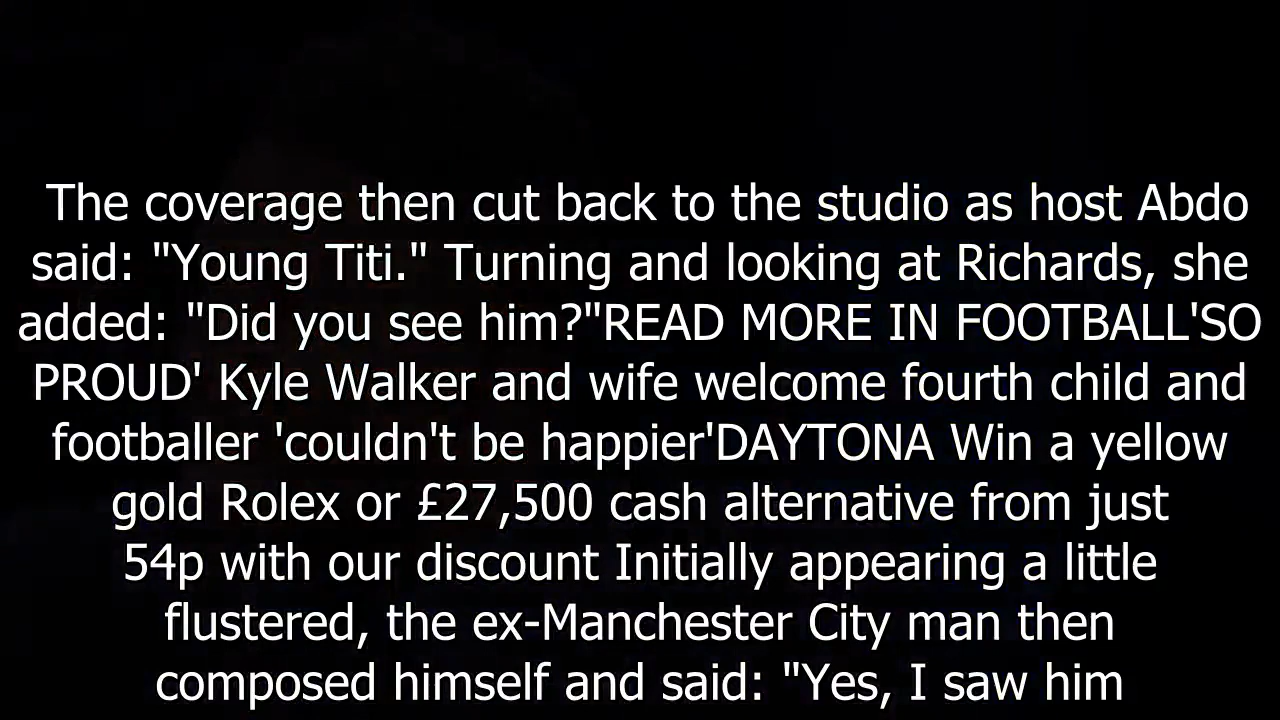 The coverage then cut back to the studio as host Abdo
said: "Young Titi." Turning and looking at Richards, she
added: "Did you see him?"READ MORE IN FOOTBALL'SO
PROUD' Kyle Walker and wife welcome fourth child and
footballer 'couldn't be happier'DAYTONA Win a yellow
gold Rolex or £27,500 cash alternative from just
54p with our discount Initially appearing a little
flustered, the ex-Manchester City man then
composed himself and said: "Yes, I saw him